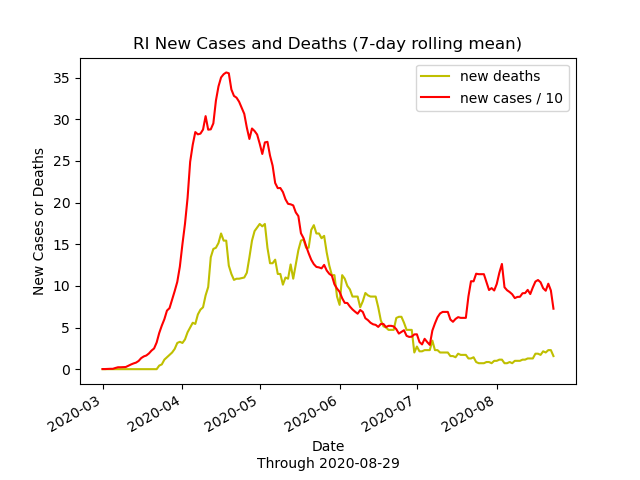 RI New Cases and Deaths (7-day rolling mean)
new deaths
new cases / 10
New Cases or Deaths
35
30
25
20
15
10
5
0
2020-03
2020-04
2020-05
2020-06
2020-07
2020-08
Date
Through 2020-08-29